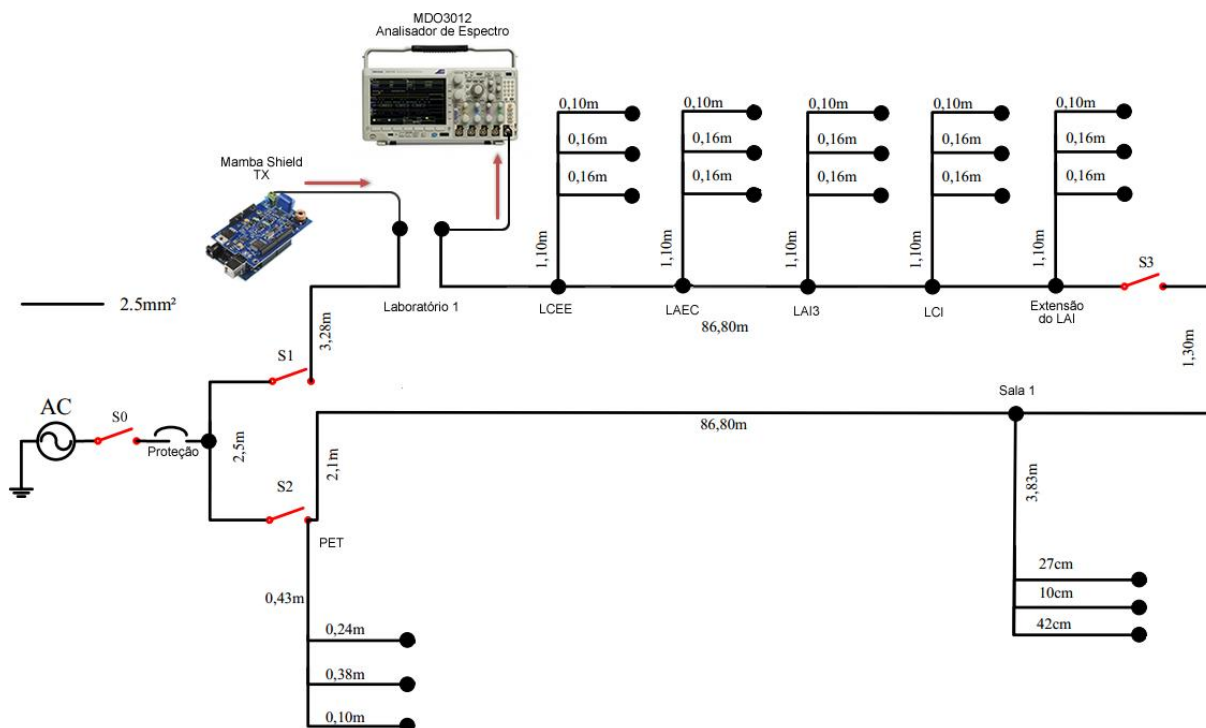 MDO3012
Analisador de Espectro
Mamba Shield
TX
0,10m
0,10m
0,10m
0,10m
0,10m
0,16m
0,16m
0,16m
0,16m
0,16m
0,16m
0,16m
0,16m
0,16m
0,16m
1,10m
1,10m
1,10m
1,10m
1,10m
S3
2.5mm²
Laboratório 1
LCEE
LAEC
LAI3
LCI
Extensão
do LAI
86,80m
3,28m
1,30m
S1
Sala 1
AC
S0
Proteção
2,5m
86,80m
2,1m
3,83m
S2
PET
0,43m
27cm
10cm
42cm
0,24m
0,38m
0,10m